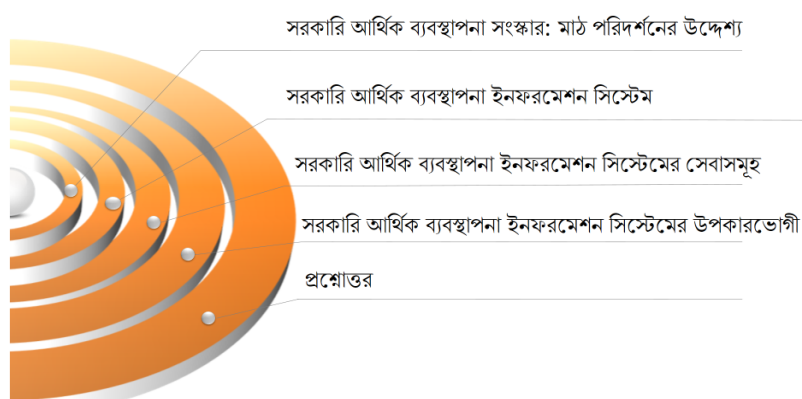 সরকারি আর্থিক ব্যবস্থাপনা সংস্কার: মাঠ পরিদর্শনের উদ্দেশ্য
সরকারি আর্থিক ব্যবস্থাপনা ইনফরমেশন সিস্টেম
সরকারি আর্থিক ব্যবস্থাপনা ইনফরমেশন সিস্টেমের সেবাসমূহ
সরকারি আর্থিক ব্যবস্থাপনা ইনফরমেশন সিস্টেমের উপকারভোগী
প্রশ্নোত্তর